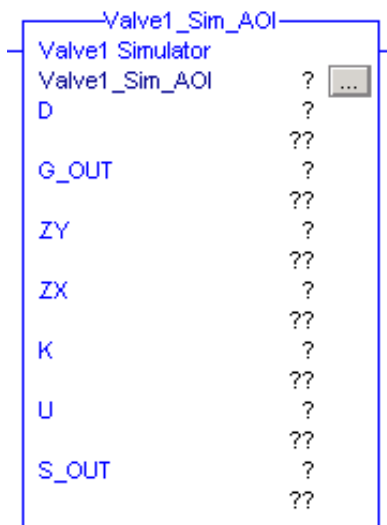 Valve1_Sim_AOI
Valve1 Simulator
Valve1_Sim_AOI ? ...
D ?
??
G_OUT ?
??
ZY ?
??
ZX ?
??
K ?
??
U ?
??
S_OUT ?
??